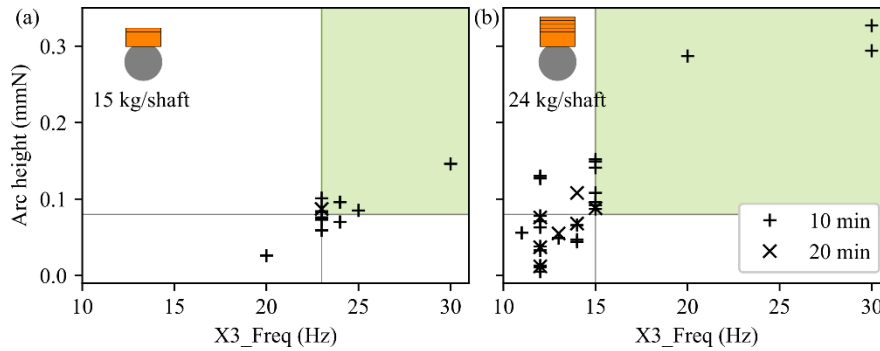 (a)
15 kg/shaft
Arc height (mmN)
0.3
0.2
0.1
0.0
10
15
20
25
30
X3_Freq (Hz)
(b)
24 kg/shaft
10 min
20 min
10
15
20
25
30
X3_Freq (Hz)